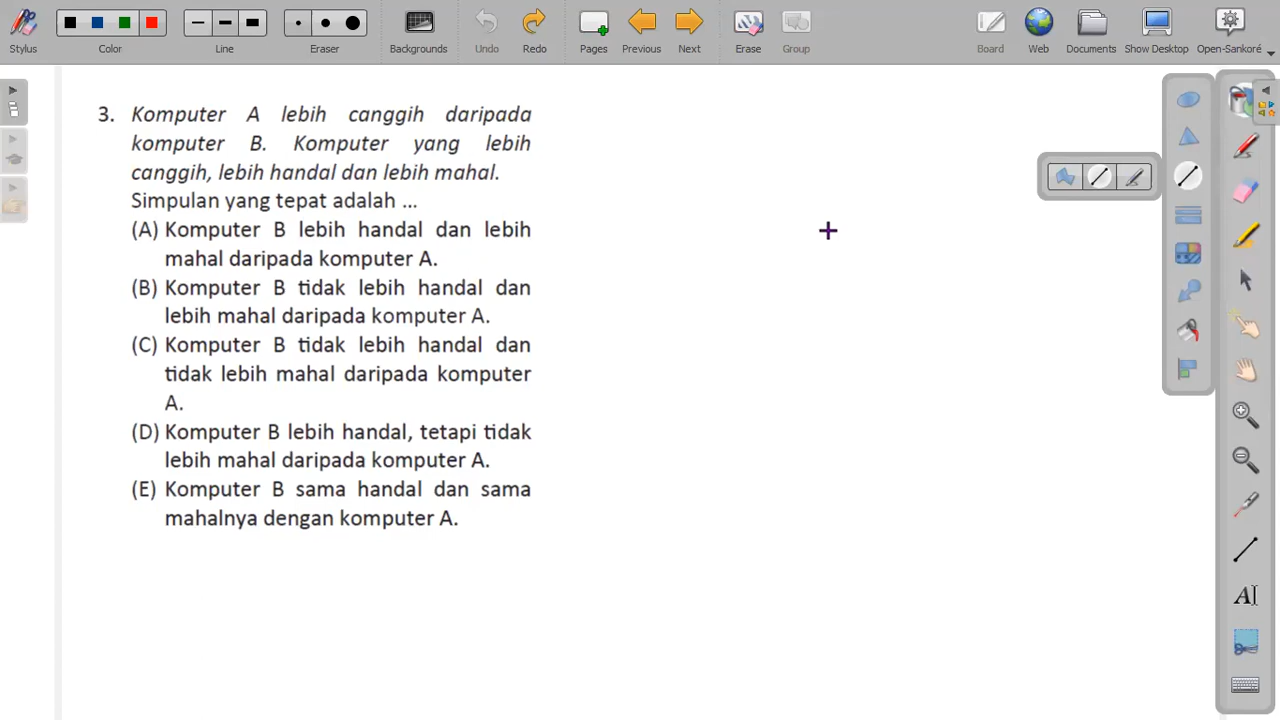 Stylus
Color
Line
Eraser
Backgrounds
Undo
Redo
Pages
Previous
Next
Erase
Group
Board
Web
Documents
Show Desktop
Open-Sankoré
3. Komputer A lebih canggih daripada
komputer B. Komputer yang lebih
canggih, lebih handal dan lebih mahal.
Simpulan yang tepat adalah ...
(A) Komputer B lebih handal dan lebih
mahal daripada komputer A.
(B) Komputer B tidak lebih handal dan
lebih mahal daripada komputer A.
(C) Komputer B tidak lebih handal dan
tidak lebih mahal daripada komputer
A.
(D) Komputer B lebih handal, tetapi tidak
lebih mahal daripada komputer A.
(E) Komputer B sama handal dan sama
mahalnya dengan komputer A.